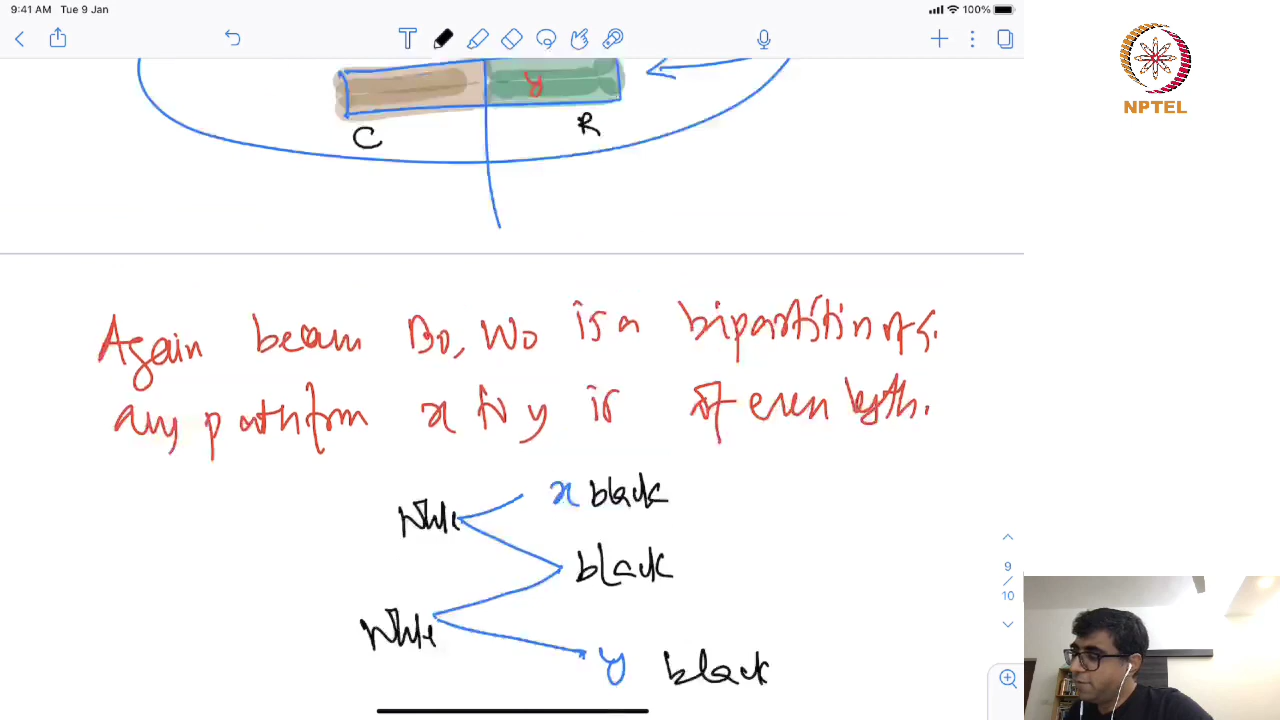 9:41 AM Tue 9 Jan
100%
NPTEL
y
C
R
Again because B0, W0 is a bipartition of G.
any path from x to y is of even length.
x black
White
black
White
y black
9
/
10